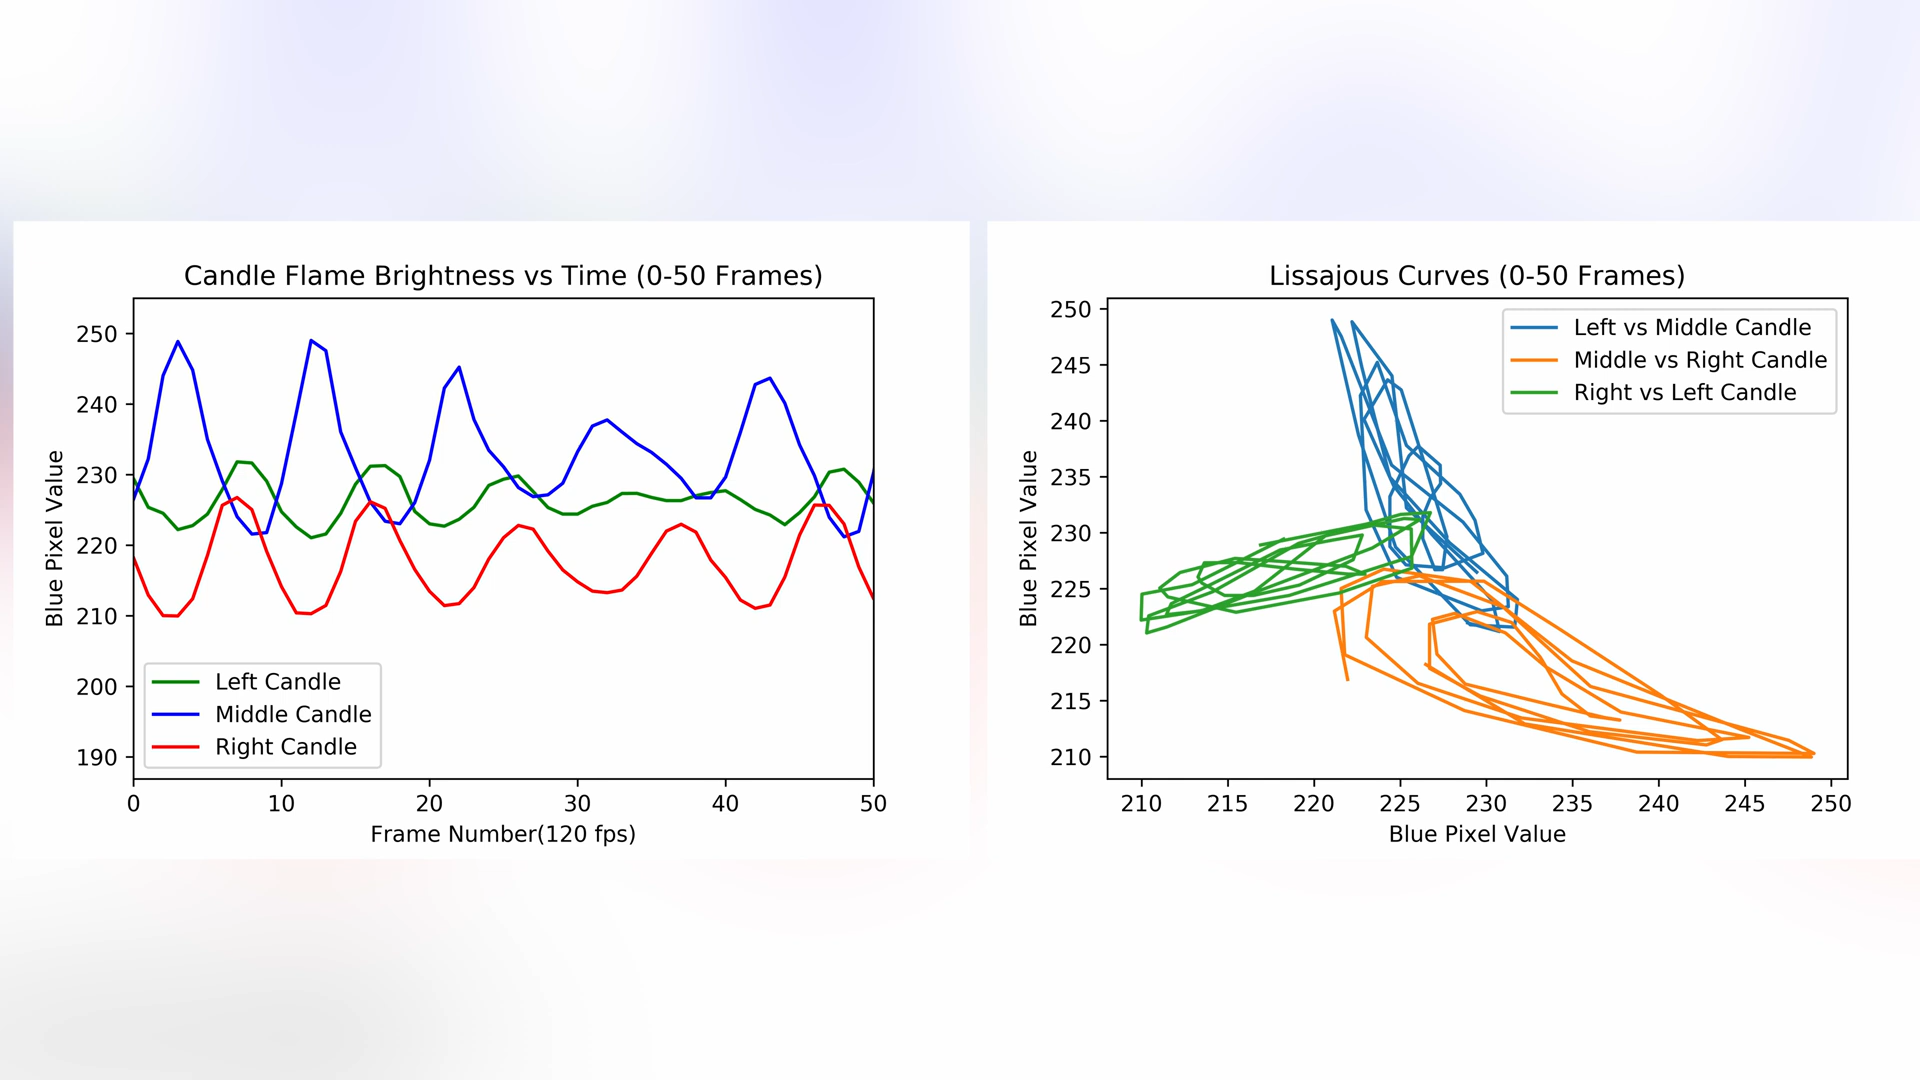 Candle Flame Brightness vs Time (0-50 Frames)
250
240
230
220
210
200
190
Blue Pixel Value
Left Candle
Middle Candle
Right Candle
0 10 20 30 40 50
Frame Number(120 fps)
Lissajous Curves (0-50 Frames)
250
245
240
235
230
225
220
215
210
Blue Pixel Value
Left vs Middle Candle
Middle vs Right Candle
Right vs Left Candle
210 215 220 225 230 235 240 245 250
Blue Pixel Value